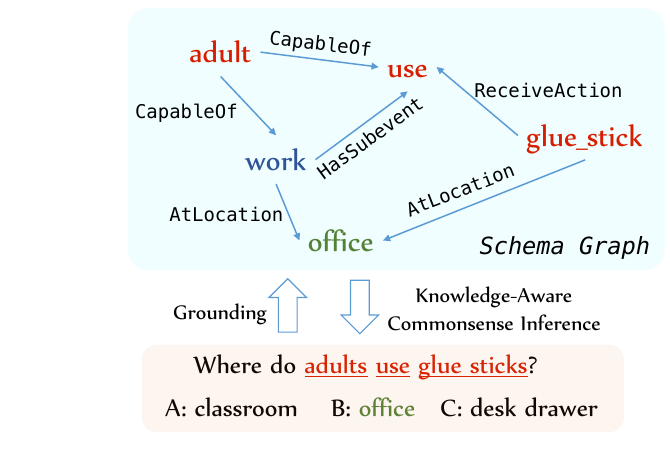 adult
CapableOf
use
CapableOf
ReceiveAction
HasSubevent
glue_stick
work
AtLocation
AtLocation
office
Schema Graph
Grounding
Knowledge-Aware
Commonsense Inference
Where do adults use glue sticks?
A: classroom B: office C: desk drawer